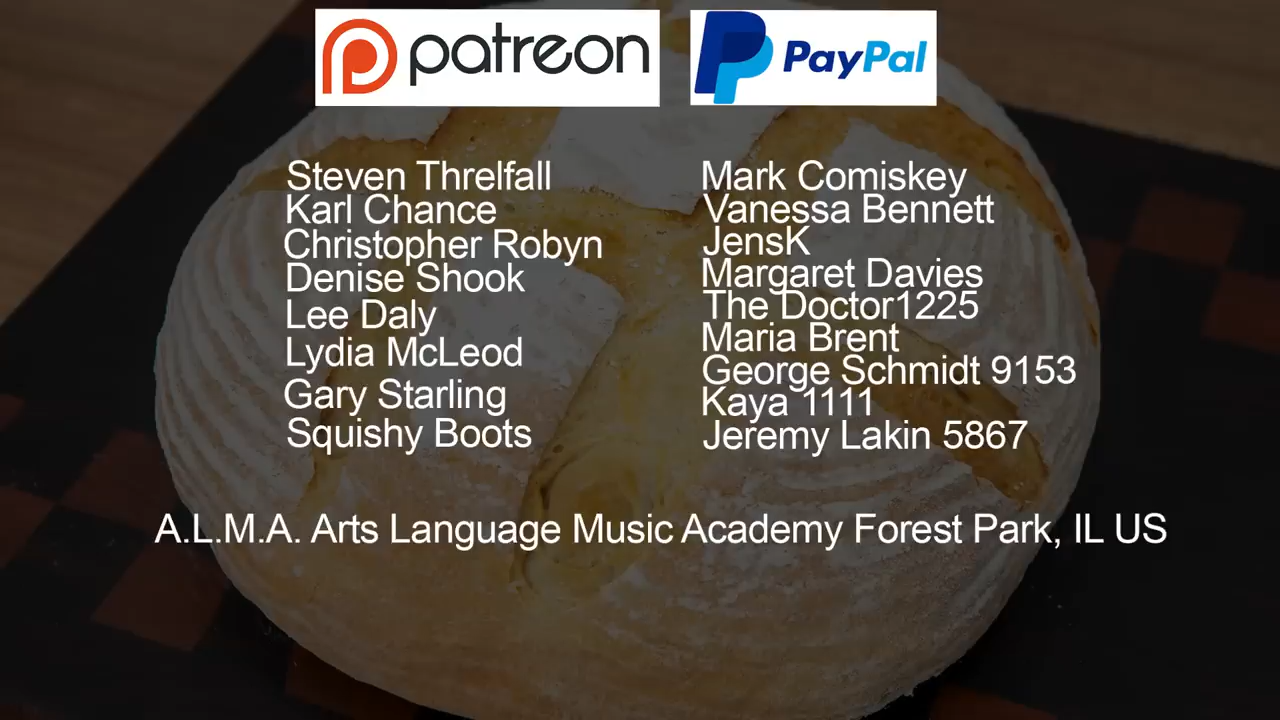 patreon
PayPal
Steven Threlfall
Karl Chance
Christopher Robyn
Denise Shook
Lee Daly
Lydia McLeod
Gary Starling
Squishy Boots
Mark Comiskey
Vanessa Bennett
JensK
Margaret Davies
The Doctor1225
Maria Brent
George Schmidt 9153
Kaya 1111
Jeremy Lakin 5867
A.L.M.A. Arts Language Music Academy Forest Park, IL US